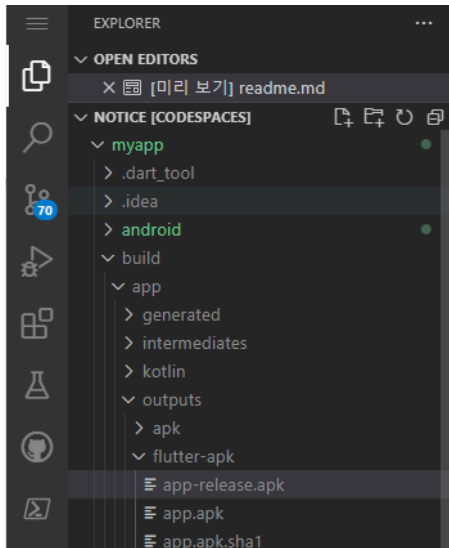 EXPLORER
OPEN EDITORS
[미리 보기] readme.md
NOTICE [CODESPACES]
myapp
.dart_tool
.idea
70
android
build
app
generated
intermediates
kotlin
outputs
apk
flutter-apk
app-release.apk
app.apk
app.apk.sha1